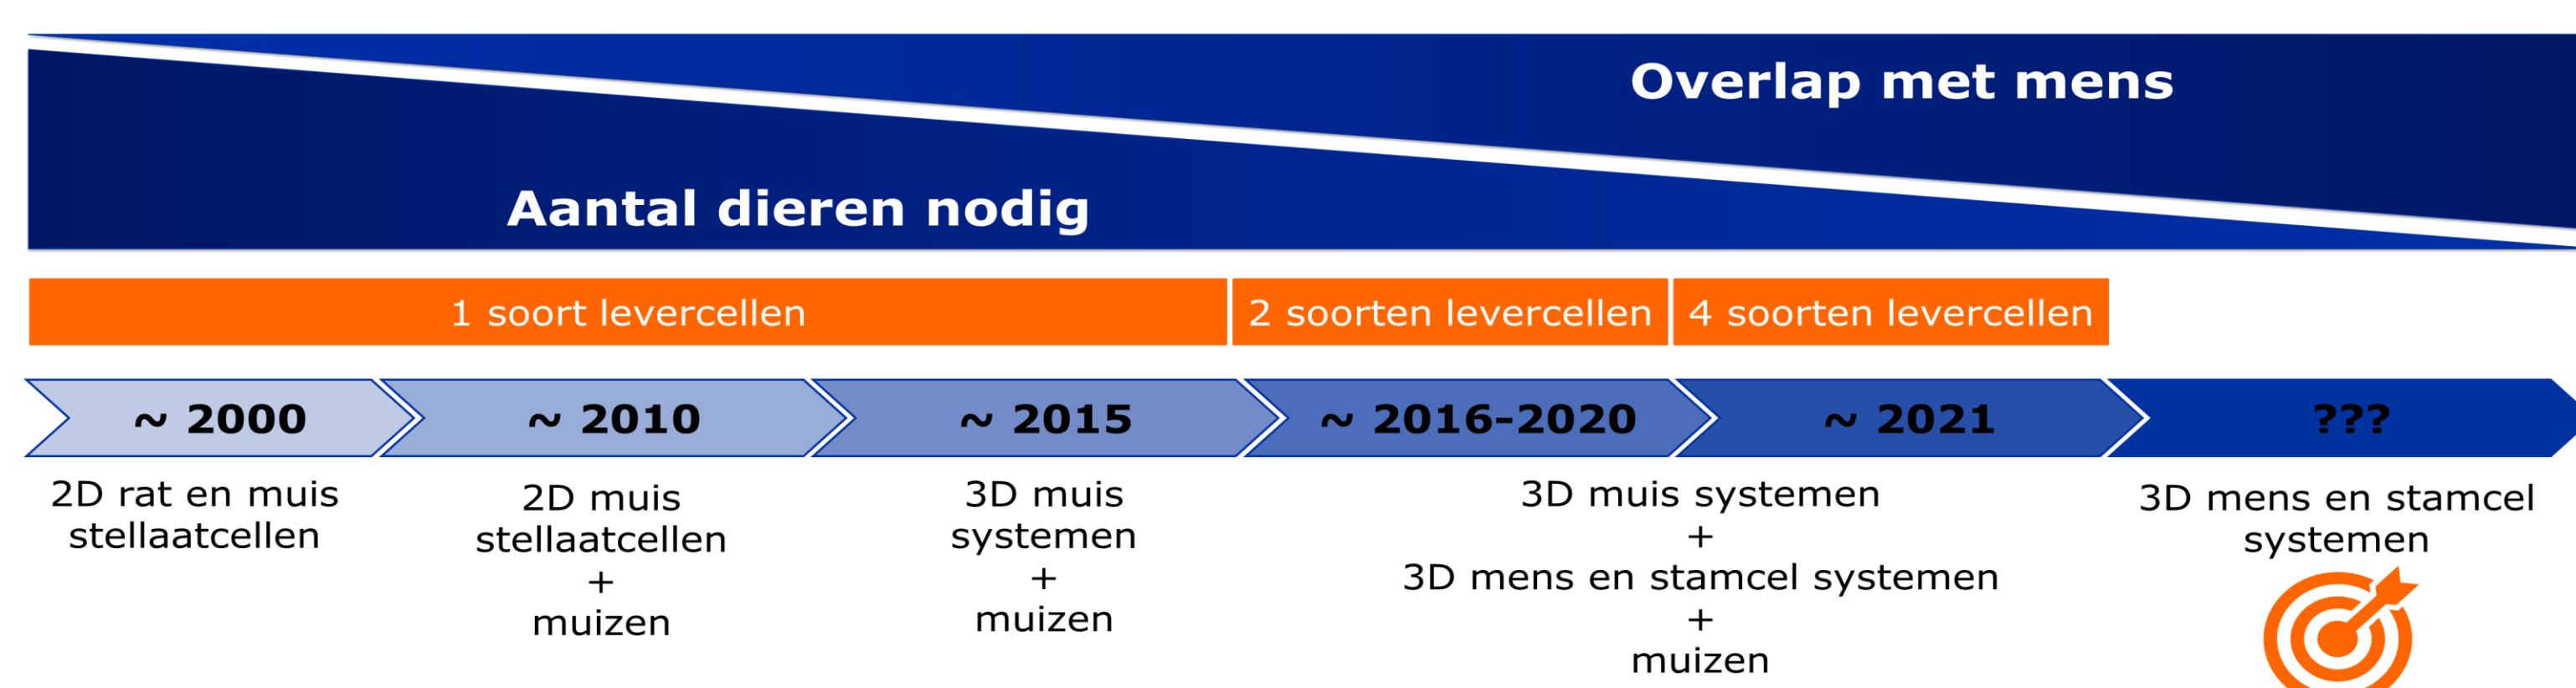 Overlap met mens
Aantal dieren nodig
1 soort levercellen
2 soorten levercellen
4 soorten levercellen
~ 2000
~ 2010
~ 2015
~ 2016-2020
~ 2021
???
2D rat en muis
stellaatcellen
2D muis
stellaatcellen
+
muizen
3D muis
systemen
+
muizen
3D muis systemen
+
3D mens en stamcel systemen
+
muizen
3D mens en stamcel
systemen